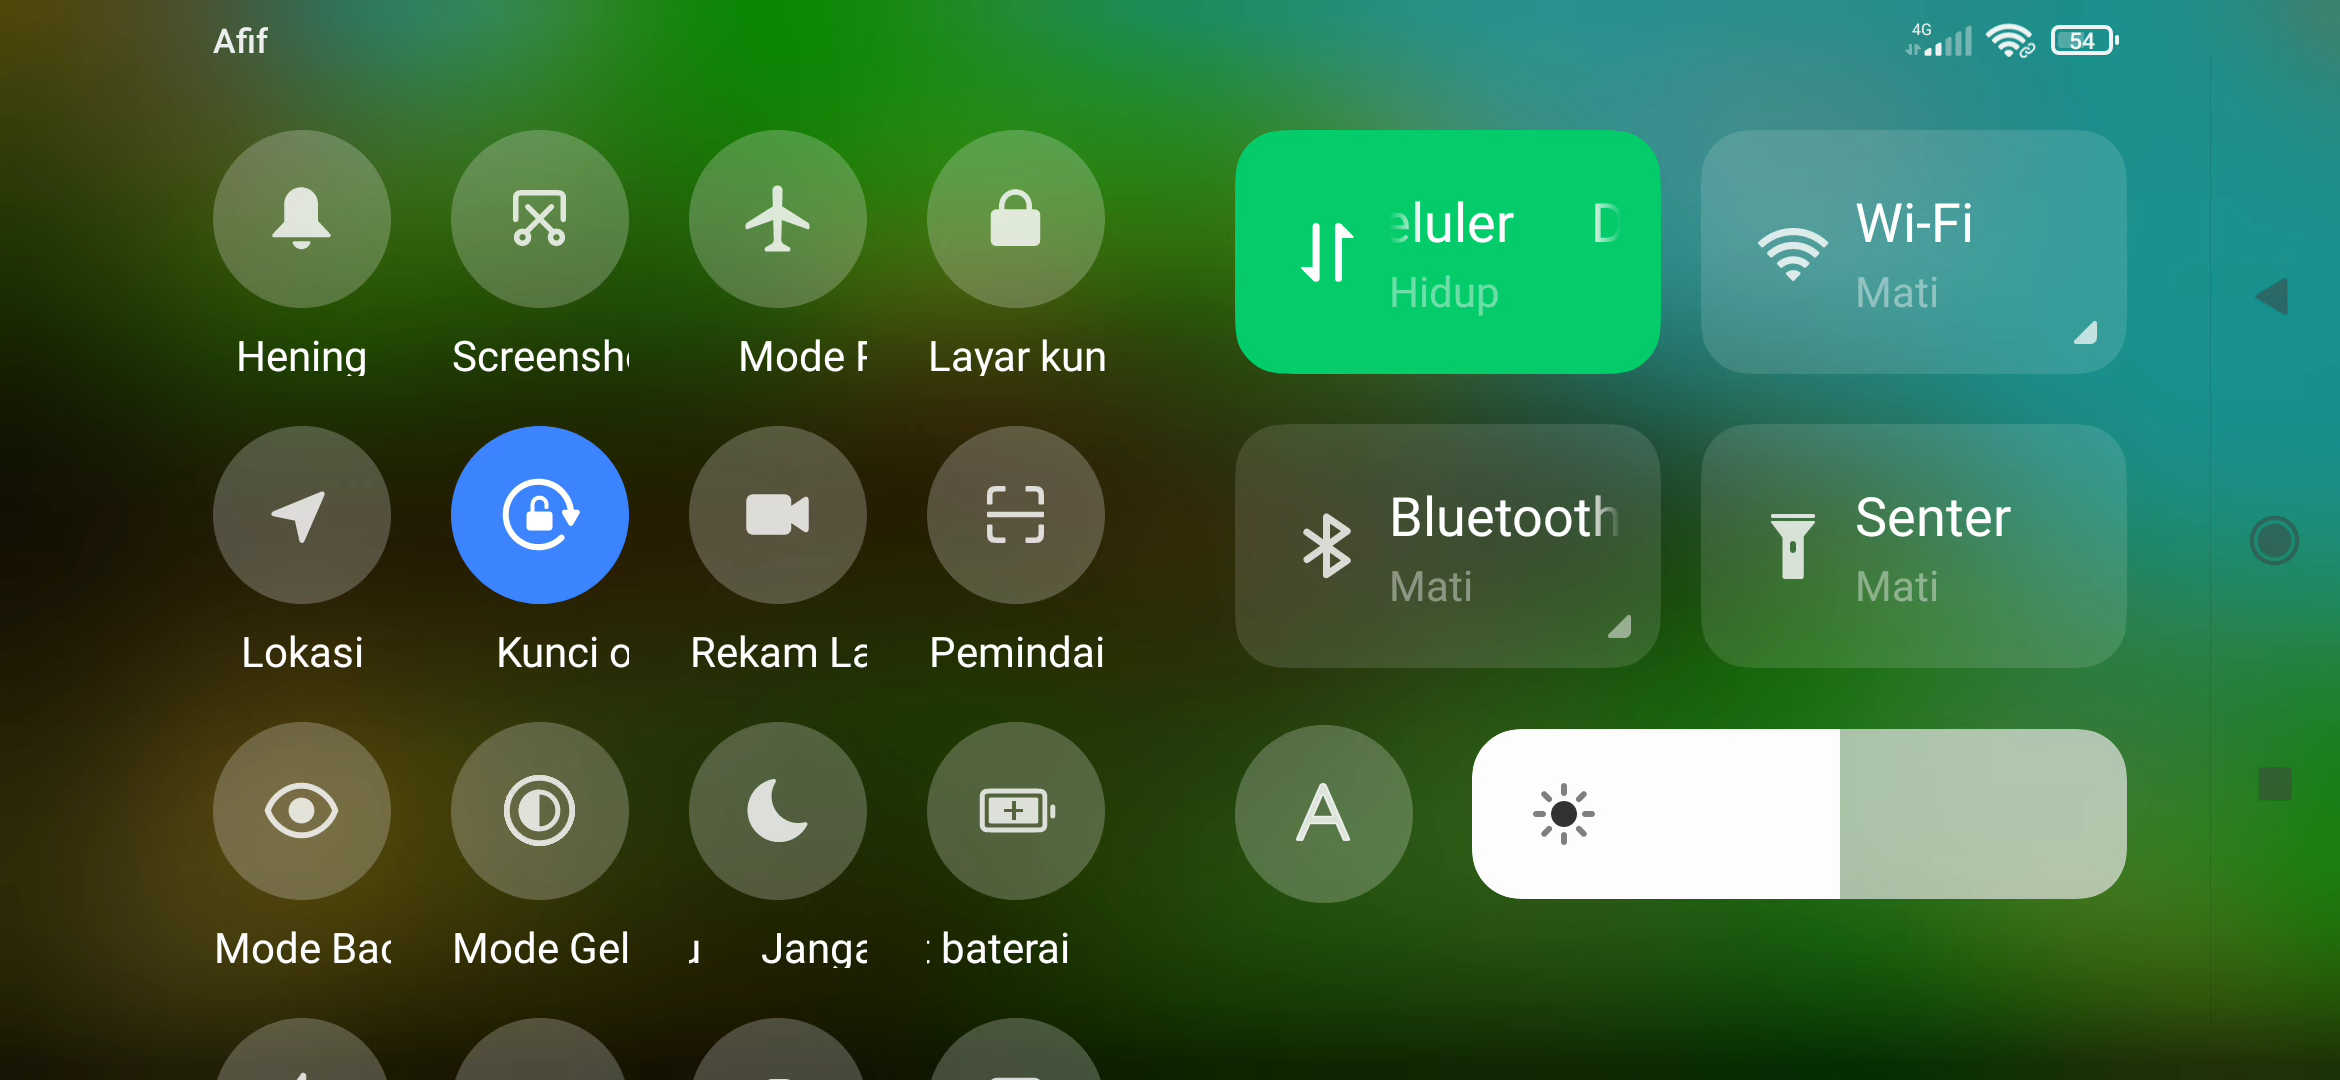 Afif
4G
54
Hening
Screensh
Mode
Layar kun
eluler D
Hidup
Wi-Fi
Mati
Lokasi
Kunci o
Rekam La
Pemindai
Bluetooth
Mati
Senter
Mati
Mode Bac
Mode Gel
u Janga
baterai
A